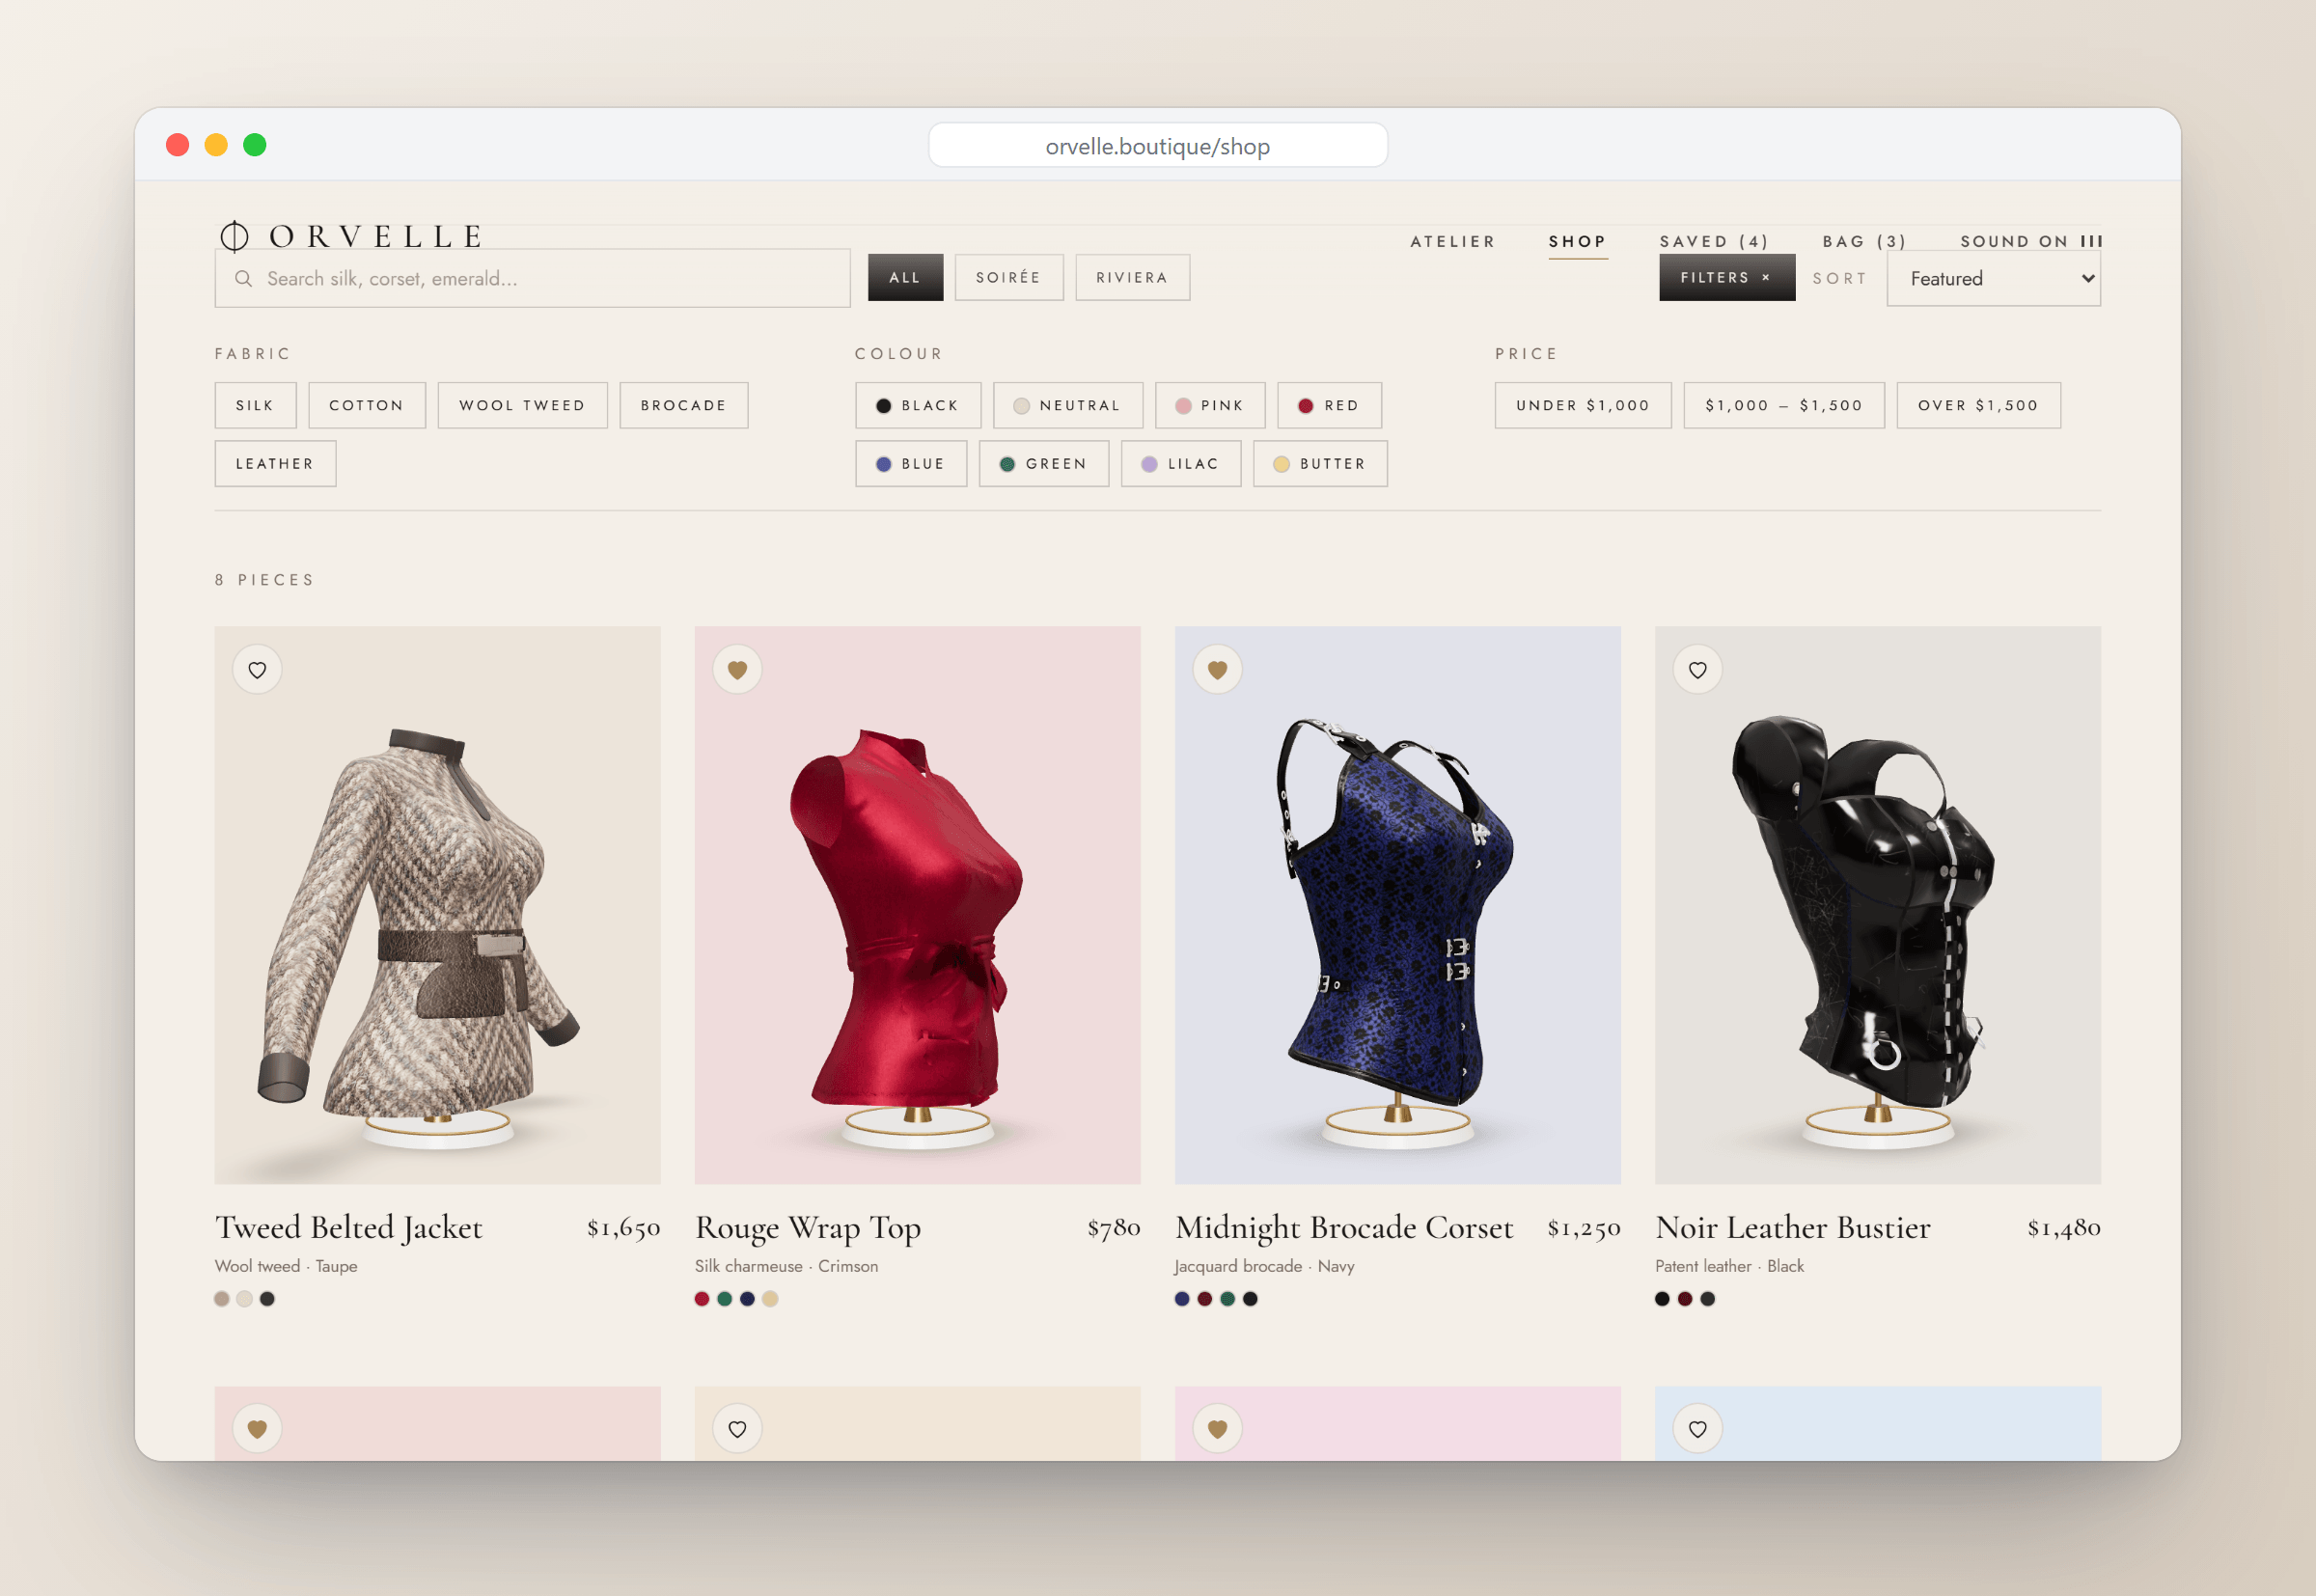 orvelle.boutique/shop
ORVELLE
ATELIER SHOP SAVED (4) BAG (3) SOUND ON
Search silk, corset, emerald...
ALL SOIRÉE RIVIERA
FILTERS × SORT Featured
FABRIC
SILK COTTON WOOL TWEED BROCADE
LEATHER
COLOUR
BLACK NEUTRAL PINK RED
BLUE GREEN LILAC BUTTER
PRICE
UNDER $1,000 $1,000 – $1,500 OVER $1,500
8 PIECES
Tweed Belted Jacket $1,650
Wool tweed · Taupe
Rouge Wrap Top $780
Silk charmeuse · Crimson
Midnight Brocade Corset $1,250
Jacquard brocade · Navy
Noir Leather Bustier $1,480
Patent leather · Black